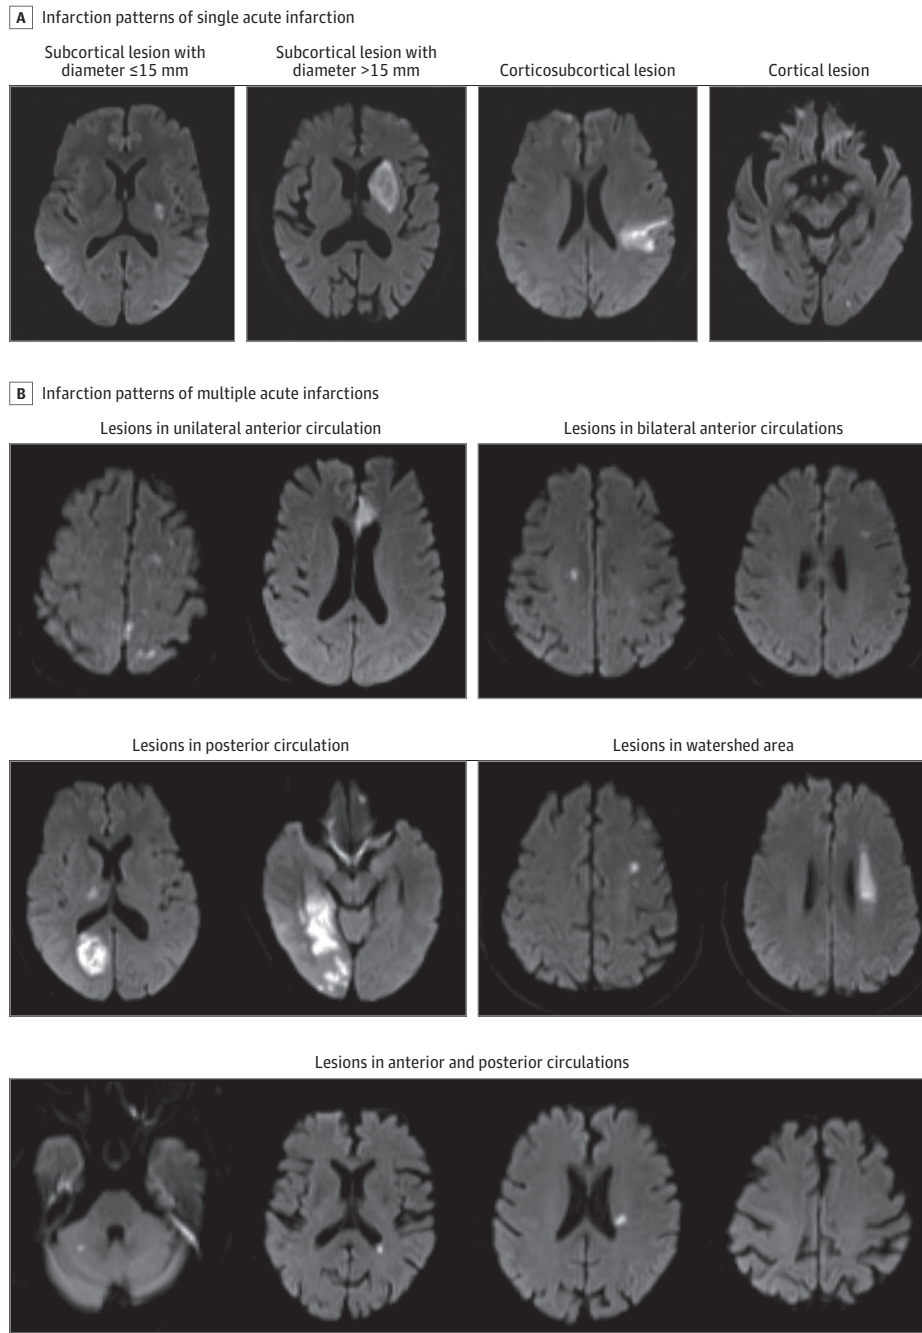 A Infarction patterns of single acute infarction
Subcortical lesion with
diameter ≤15 mm
Subcortical lesion with
diameter >15 mm
Corticosubcortical lesion
Cortical lesion
B Infarction patterns of multiple acute infarctions
Lesions in unilateral anterior circulation
Lesions in bilateral anterior circulations
Lesions in posterior circulation
Lesions in watershed area
Lesions in anterior and posterior circulations